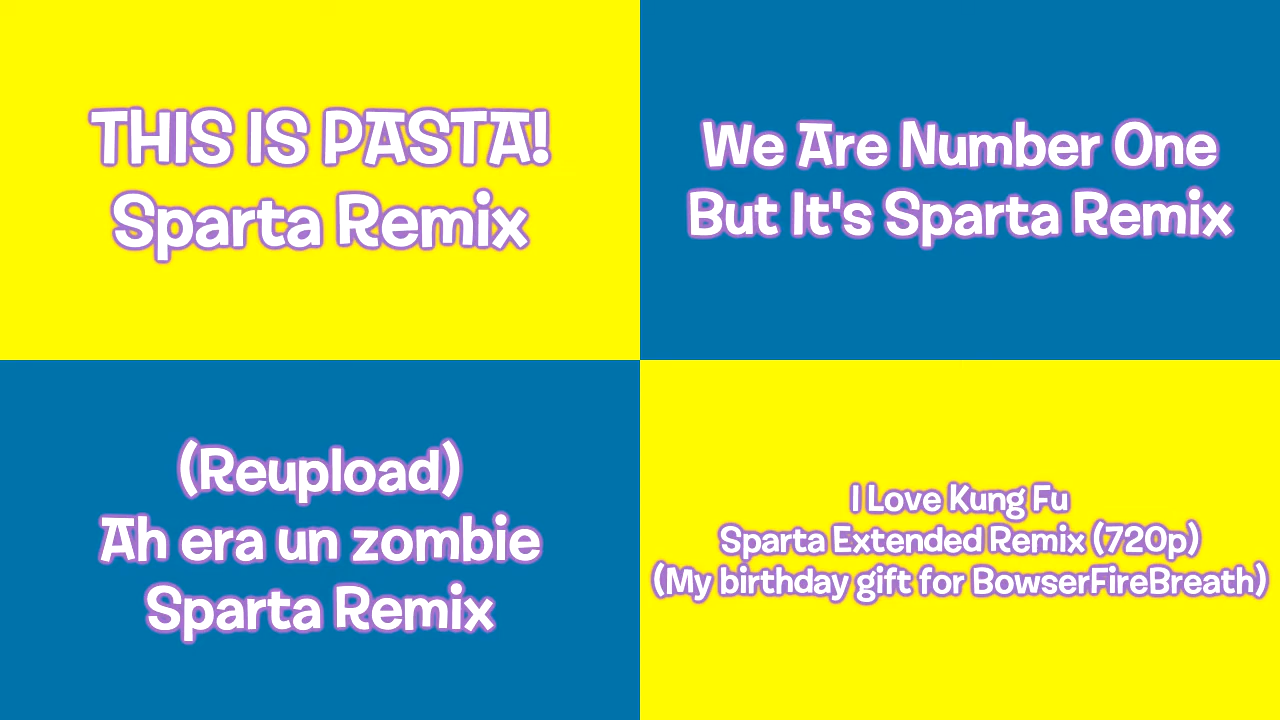 THIS IS PASTA!
Sparta Remix
We Are Number One
But It's Sparta Remix
(Reupload)
Ah era un zombie
Sparta Remix
I Love Kung Fu
Sparta Extended Remix (720p)
(My birthday gift for BowserFireBreath)